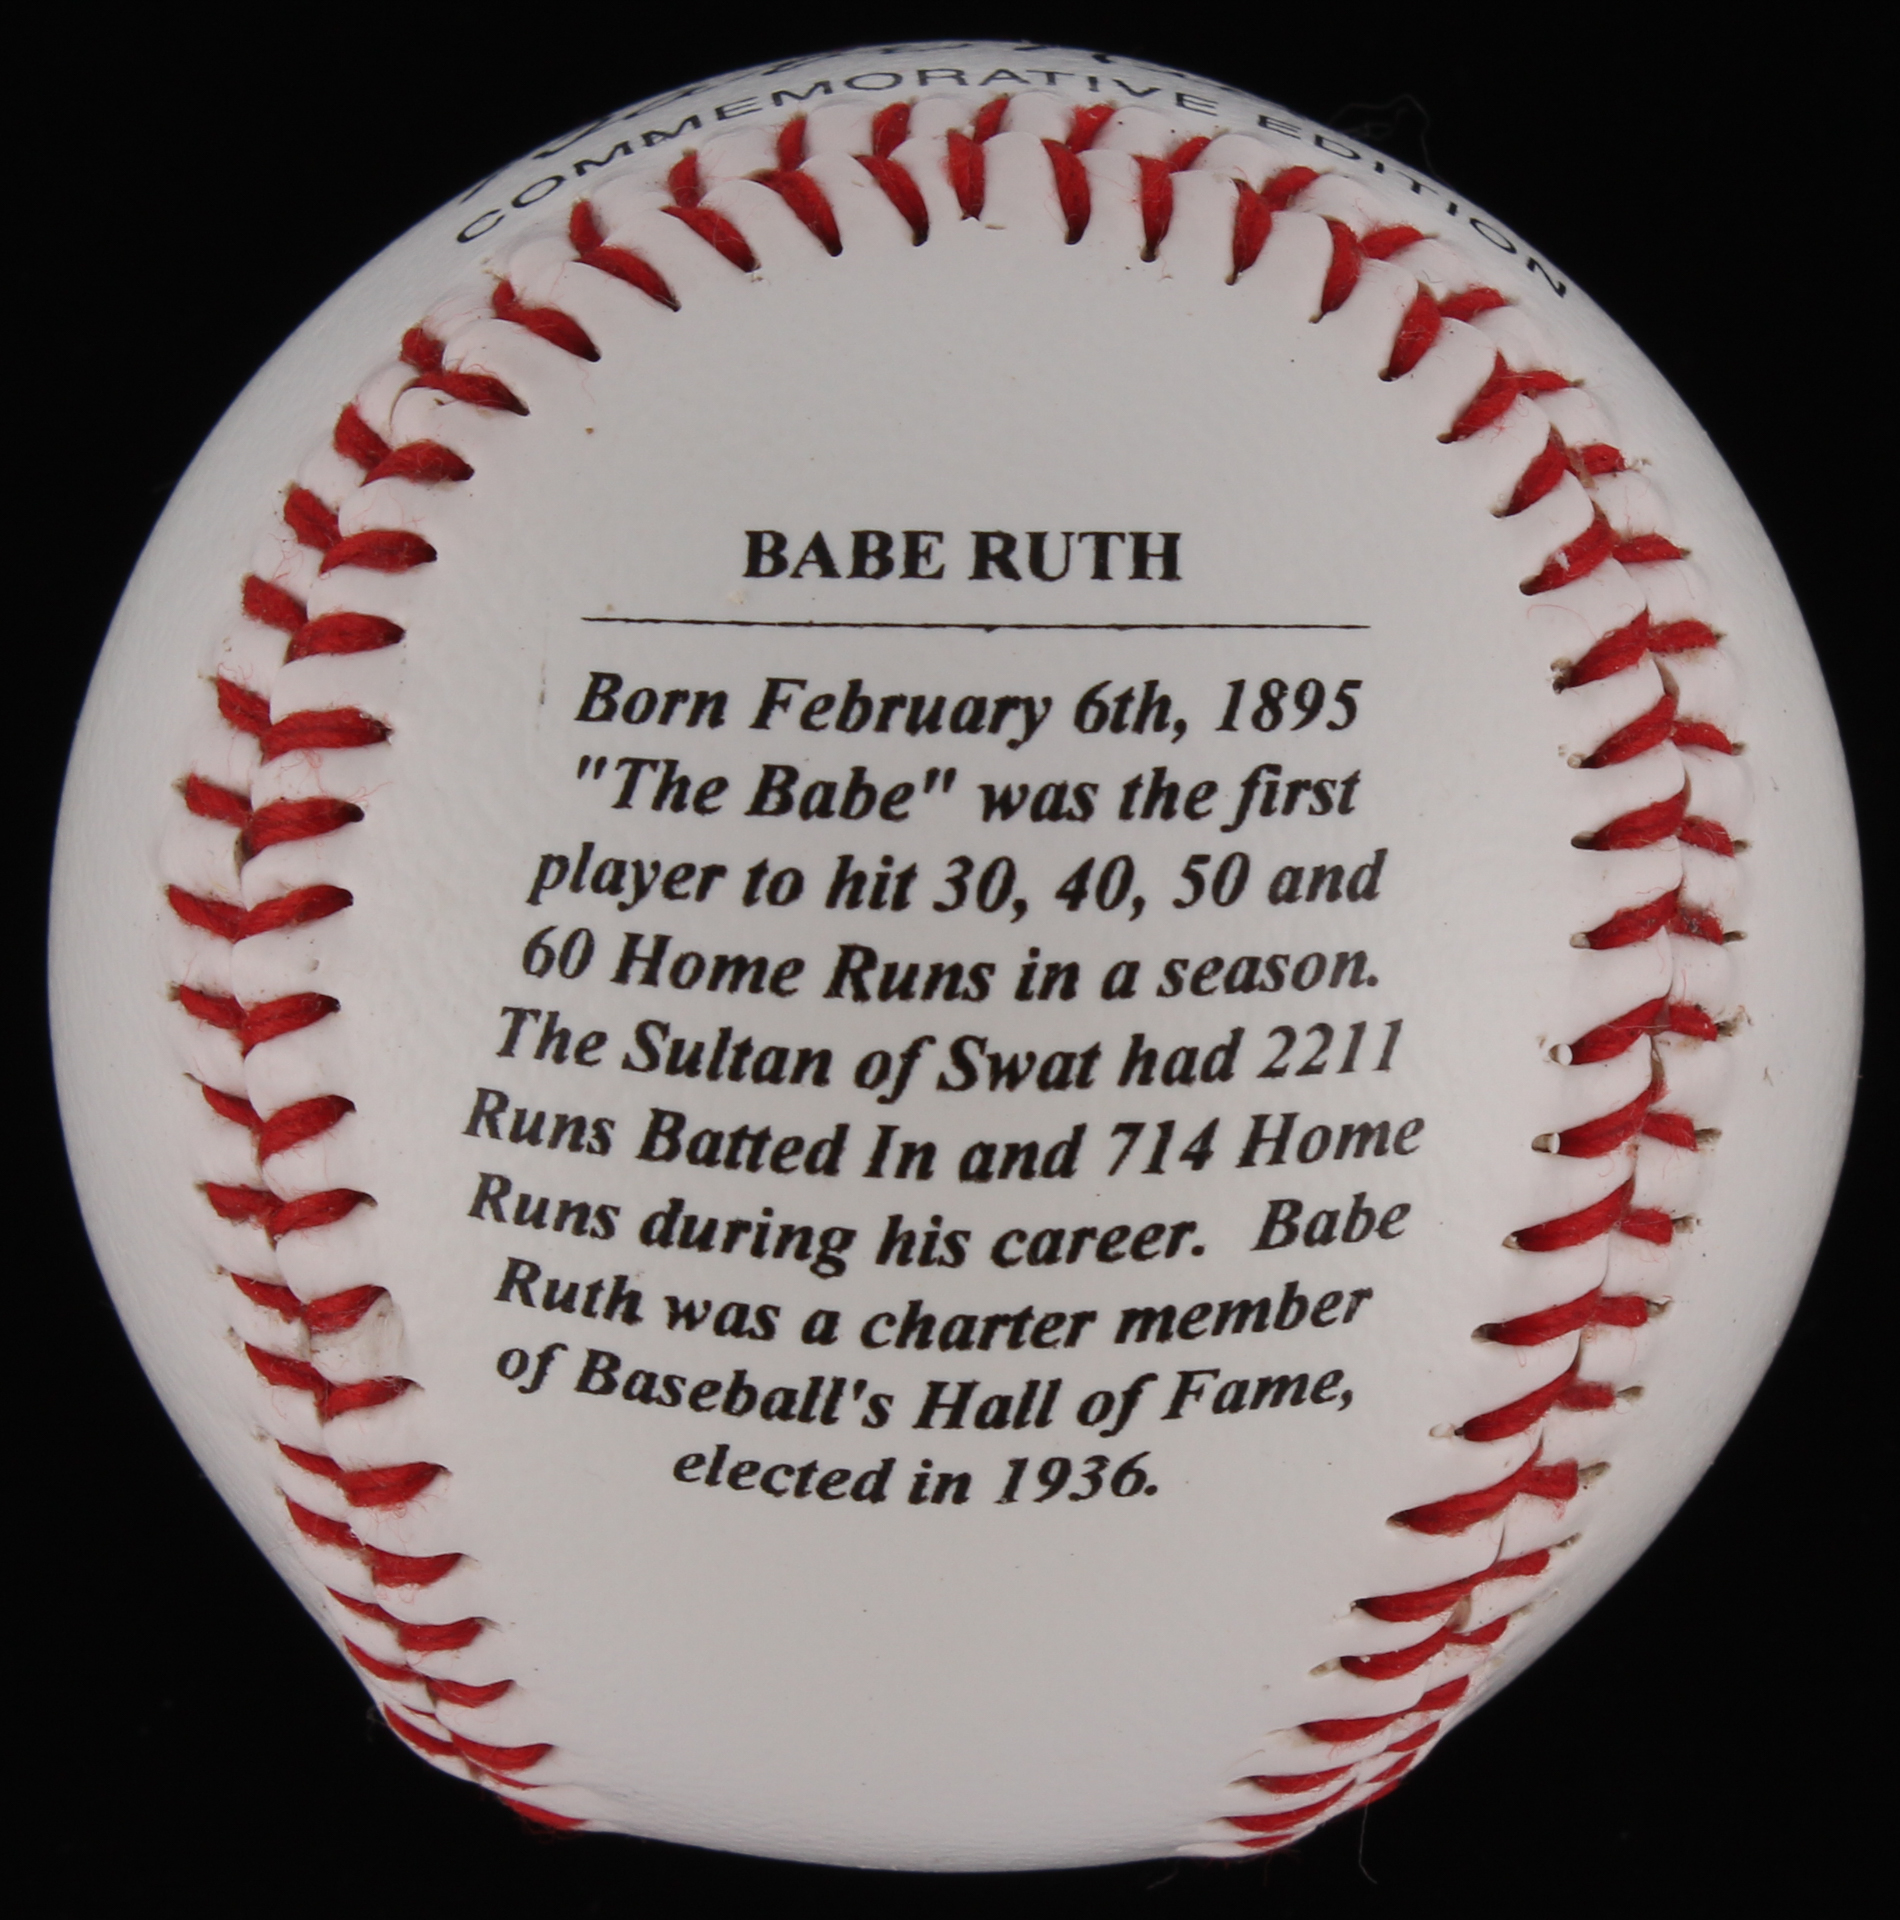 COMMEMORATIVE EDITION
BABE RUTH
Born February 6th, 1895
"The Babe" was the first
player to hit 30, 40, 50 and
60 Home Runs in a season.
The Sultan of Swat had 2211
Runs Batted In and 714 Home
Runs during his career. Babe
Ruth was a charter member
of Baseball's Hall of Fame,
elected in 1936.